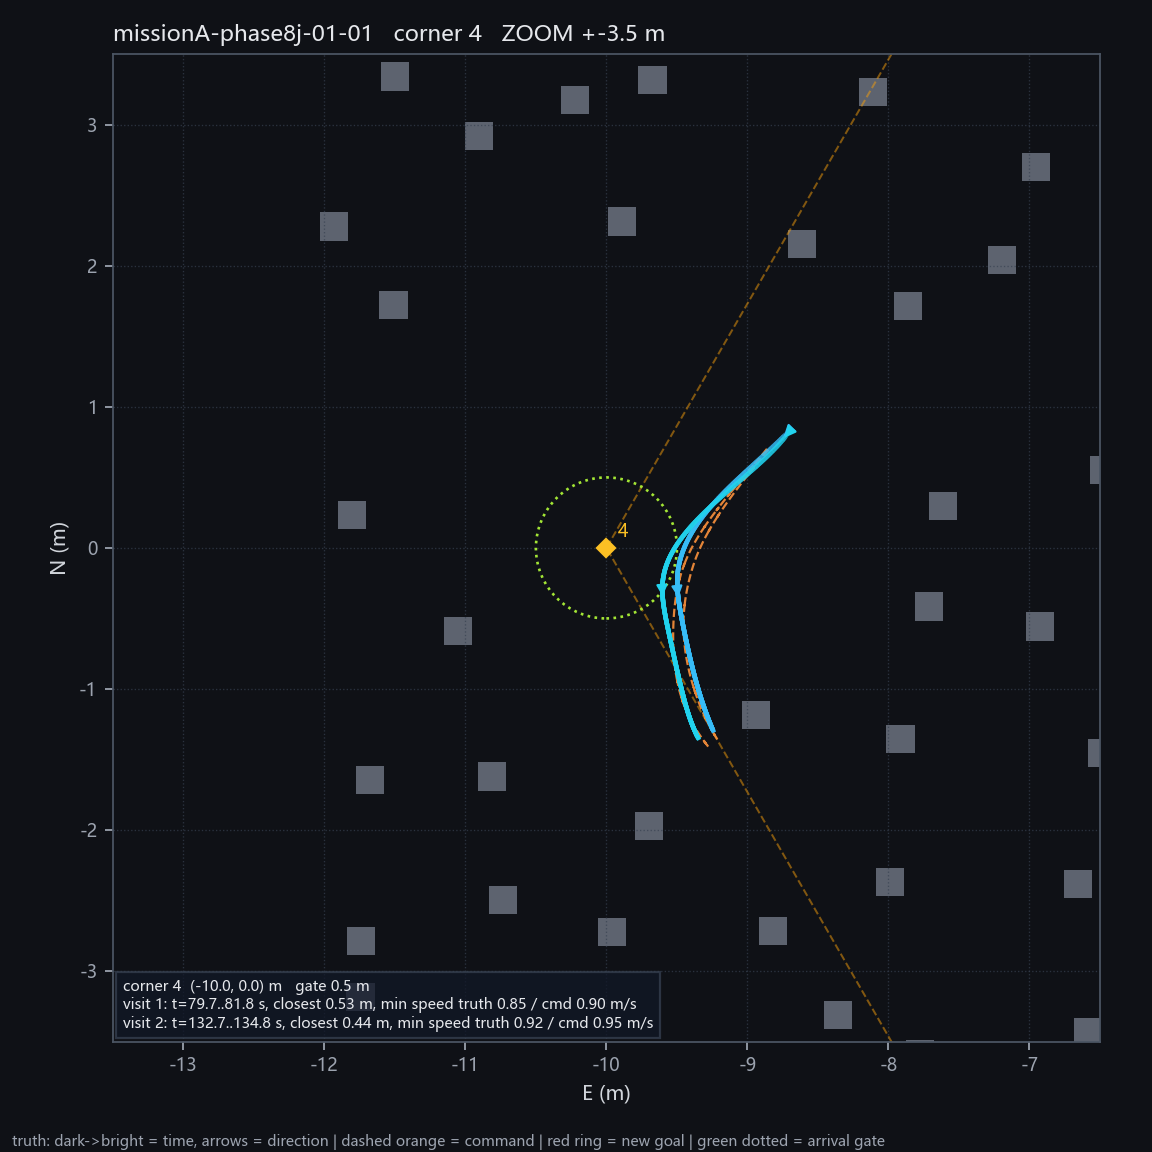 missionA-phase8j-01-01   corner 4   ZOOM +-3.5 m
3
2
1
0
-1
-2
-3
N (m)
4
corner 4  (-10.0, 0.0) m   gate 0.5 m
visit 1: t=79.7..81.8 s, closest 0.53 m, min speed truth 0.85 / cmd 0.90 m/s
visit 2: t=132.7..134.8 s, closest 0.44 m, min speed truth 0.92 / cmd 0.95 m/s
-13 -12 -11 -10 -9 -8 -7
E (m)
truth: dark->bright = time, arrows = direction | dashed orange = command | red ring = new goal | green dotted = arrival gate